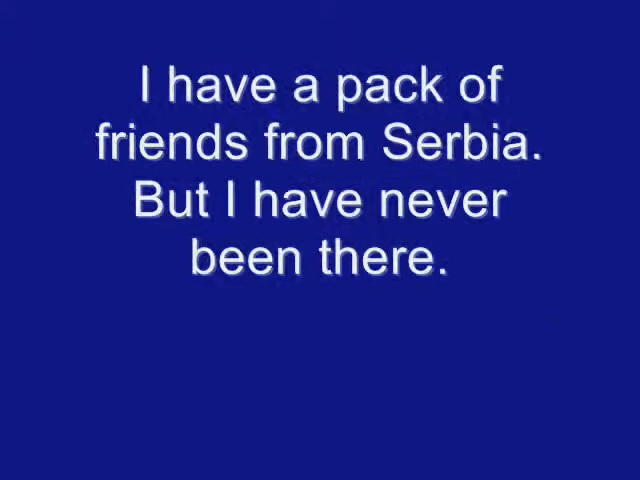 I have a pack of
friends from Serbia.
But I have never
been there.